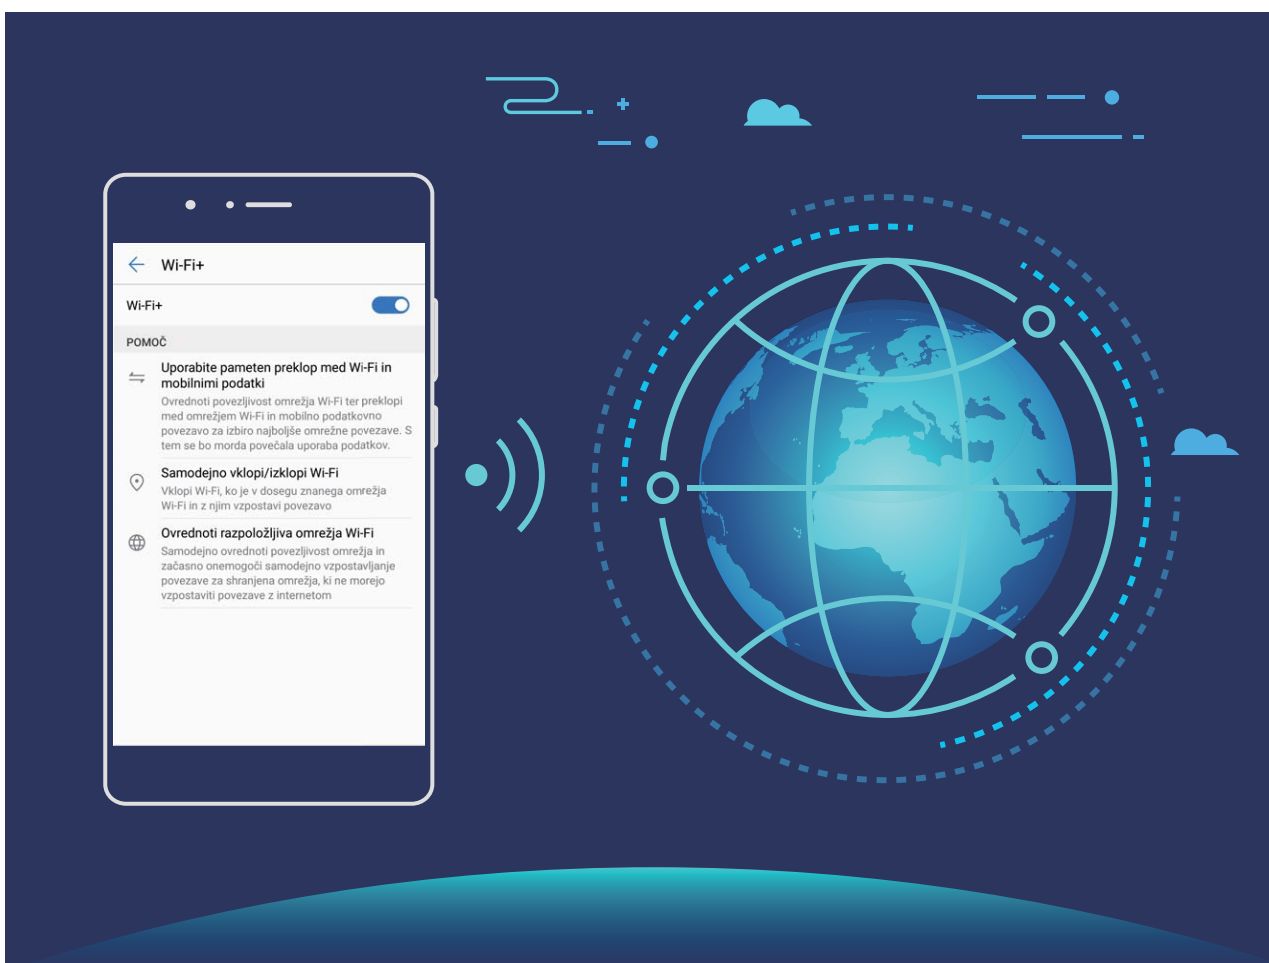 Wi-Fi+
Wi-Fi+
POMOČ
Uporabite pameten preklop med Wi-Fi in
mobilnimi podatki
Ovrednoti povezljivost omrežja Wi-Fi ter preklopi
med omrežjem Wi-Fi in mobilno podatkovno
povezavo za izbiro najboljše omrežne povezave. S
tem se bo morda povečala uporaba podatkov.
Samodejno vklopi/izklopi Wi-Fi
Vklopi Wi-Fi, ko je v dosegu znanega omrežja
Wi-Fi in z njim vzpostavi povezavo
Ovrednoti razpoložljiva omrežja Wi-Fi
Samodejno ovrednoti povezljivost omrežja in
začasno onemogoči samodejno vzpostavljanje
povezave za shranjena omrežja, ki ne morejo
vzpostaviti povezave z internetom